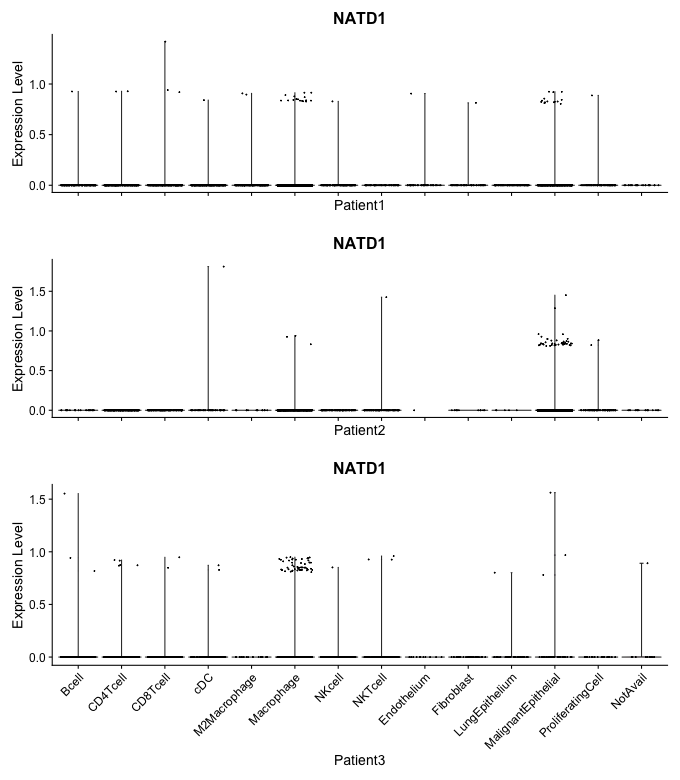 NATD1
Expression Level
1.0
0.5
0.0
Patient1
NATD1
Expression Level
1.5
1.0
0.5
0.0
Patient2
NATD1
Expression Level
1.5
1.0
0.5
0.0
Bcell
CD4Tcell
CD8Tcell
cDC
M2Macrophage
Macrophage
NKcell
NKTcell
Endothelium
Fibroblast
LungEpithelium
MalignantEpithelial
ProliferatingCell
NotAvail
Patient3